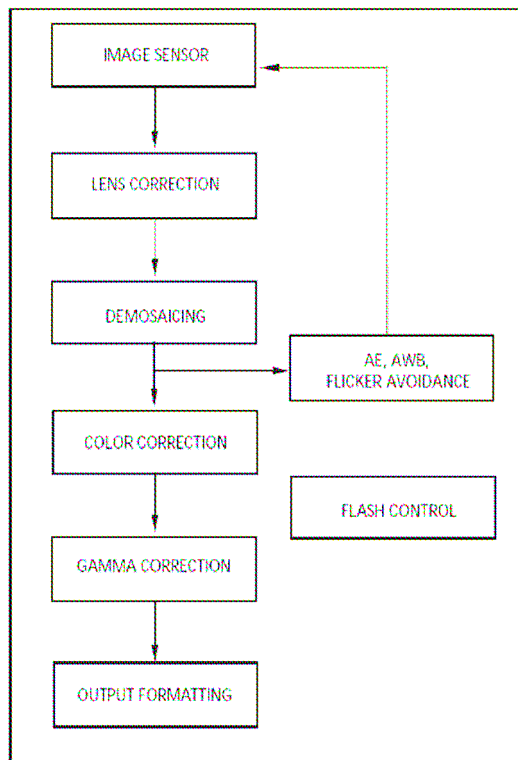 IMAGE SENSOR
LENS CORRECTION
DEMOSAICING
AE, AWB,
FLICKER AVOIDANCE
COLOR CORRECTION
FLASH CONTROL
GAMMA CORRECTION
OUTPUT FORMATTING